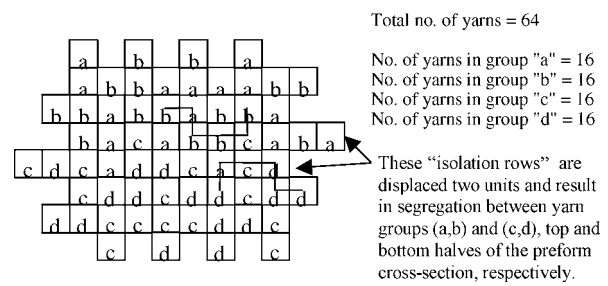 a b b a
a b b a a a a b b
b b a b b a b b a
b a c a b b c a b a
c d c a d d c a c d
c d d c d d c d d
d d c c c c d d c
c d d c
Total no. of yarns = 64
No. of yarns in group "a" = 16
No. of yarns in group "b" = 16
No. of yarns in group "c" = 16
No. of yarns in group "d" = 16
These “isolation rows” are
displaced two units and result
in segregation between yarn
groups (a,b) and (c,d), top and
bottom halves of the preform
cross-section, respectively.